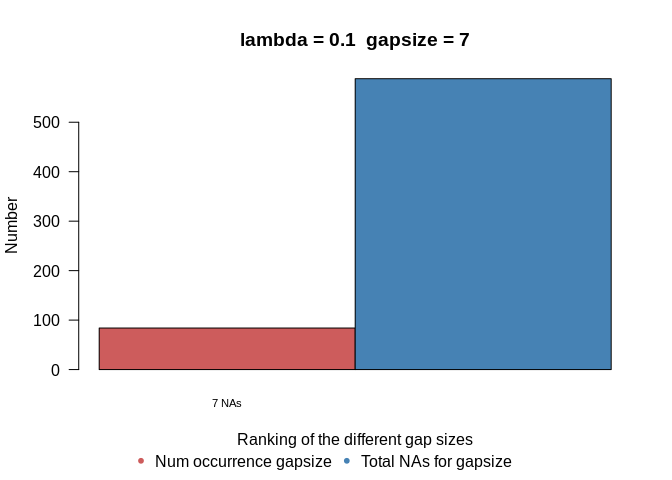 lambda = 0.1  gapsize = 7
Number
500
400
300
200
100
0
7 NAs
Ranking of the different gap sizes
Num occurrence gapsize
Total NAs for gapsize